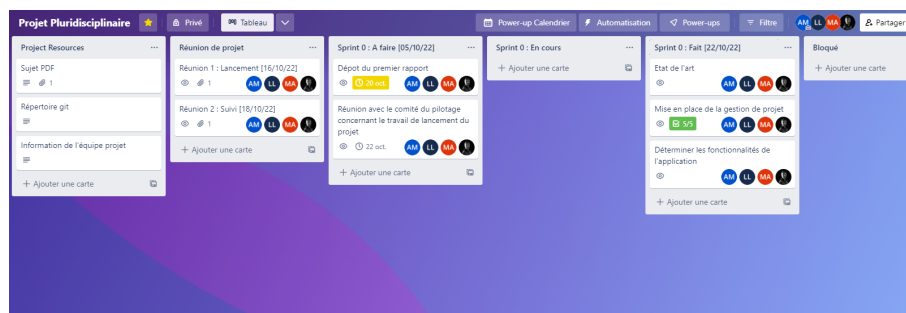 Projet Pluridisciplinaire
Privé
Tableau
Power-up Calendrier
Automatisation
Power-ups
Filtre
AM LL MA
Partager
Project Resources ...
Sujet PDF
1
Répertoire git
Information de l'équipe projet
+ Ajouter une carte
Réunion de projet ...
Réunion 1 : Lancement [16/10/22]
1 AM LL MA
Réunion 2 : Suivi [18/10/22]
1 AM LL MA
+ Ajouter une carte
Sprint 0 : A faire [05/10/22] ...
Dépot du premier rapport
20 oct. AM LL MA
Réunion avec le comité du pilotage
concernant le travail de lancement du
projet
22 oct. AM LL MA
+ Ajouter une carte
Sprint 0 : En cours ...
+ Ajouter une carte
Sprint 0 : Fait [22/10/22] ...
Etat de l'art
AM LL MA
Mise en place de la gestion de projet
5/5 AM LL MA
Déterminer les fonctionnalités de
l'application
AM LL MA
+ Ajouter une carte
Bloqué
+ Ajouter une carte